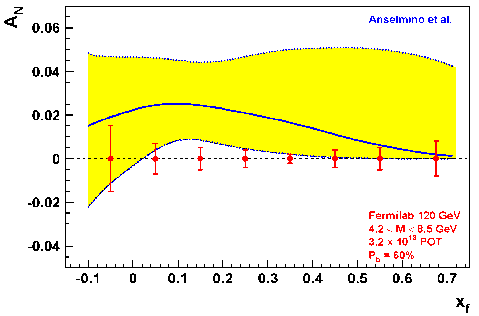 A_N
0.06
Anselmino et al.
0.04
0.02
0
-0.02
Fermilab 120 GeV
4.2 < M < 8.5 GeV
3.2 x 10^18 POT
P_b = 60%
-0.04
-0.1 0 0.1 0.2 0.3 0.4 0.5 0.6 0.7
x_f